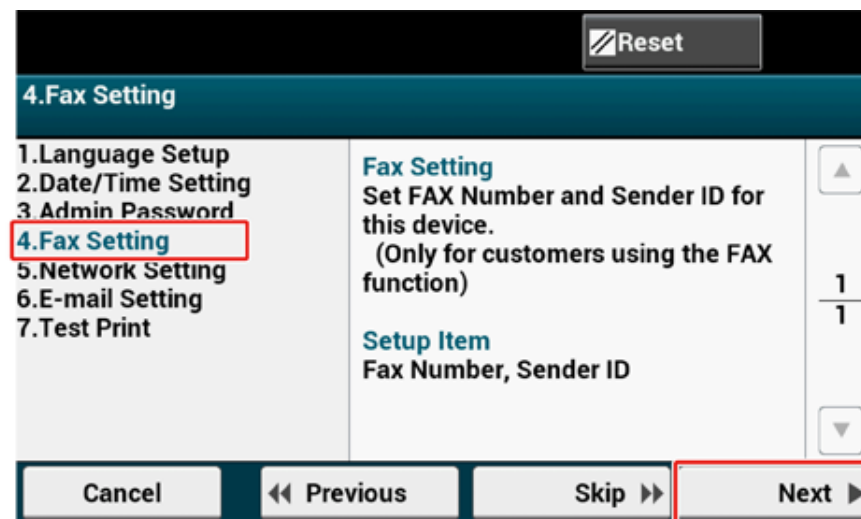 Reset
4.Fax Setting
1.Language Setup
2.Date/Time Setting
3.Admin Password
4.Fax Setting
5.Network Setting
6.E-mail Setting
7.Test Print
Fax Setting
Set FAX Number and Sender ID for
this device.
(Only for customers using the FAX
function)
Setup Item
Fax Number, Sender ID
1
1
Cancel
Previous
Skip
Next